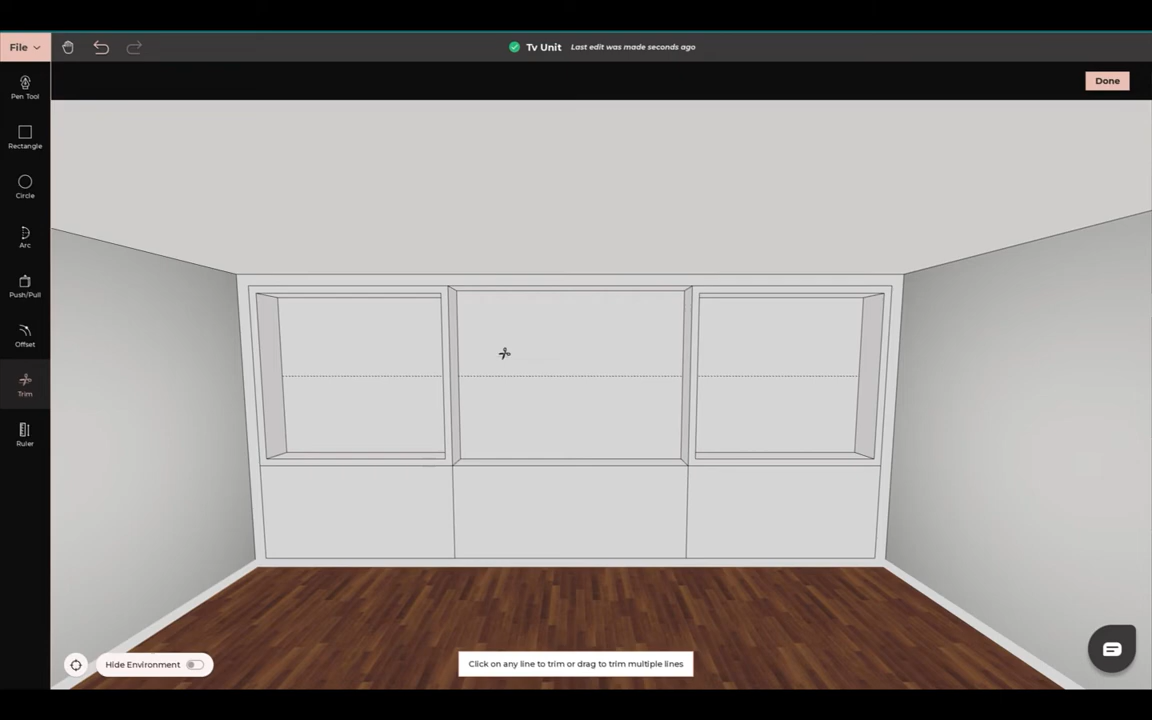 File
Tv Unit Last edit was made seconds ago
Done
Pen Tool
Rectangle
Circle
Arc
Push/Pull
Offset
Trim
Ruler
Hide Environment
Click on any line to trim or drag to trim multiple lines